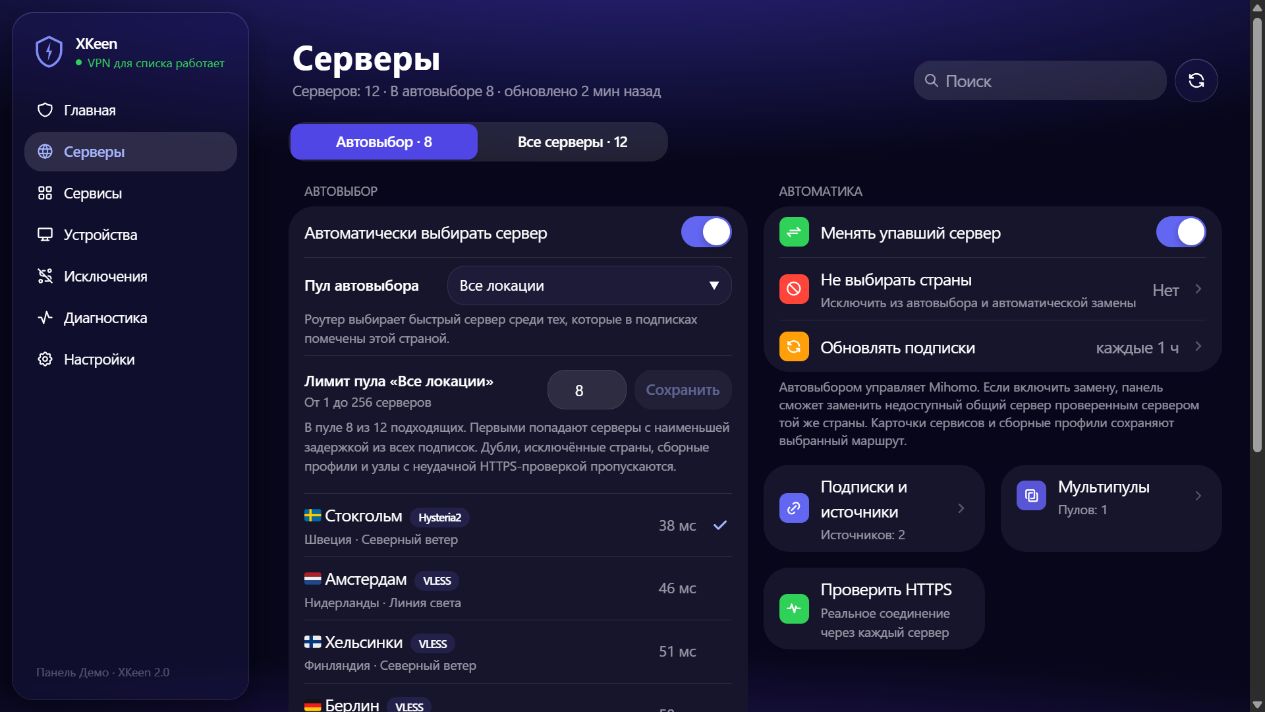 XKeen
VPN для списка работает
Главная
Серверы
Сервисы
Устройства
Исключения
Диагностика
Настройки
Панель Демо · XKeen 2.0
Серверы
Серверов: 12 · В автовыборе 8 · обновлено 2 мин назад
Поиск
Автовыбор · 8
Все серверы · 12
АВТОВЫБОР
Автоматически выбирать сервер
Пул автовыбора
Все локации
Роутер выбирает быстрый сервер среди тех, которые в подписках
помечены этой страной.
Лимит пула «Все локации»
От 1 до 256 серверов
8
Сохранить
В пуле 8 из 12 подходящих. Первыми попадают серверы с наименьшей
задержкой из всех подписок. Дубли, исключённые страны, сборные
профили и узлы с неудачной HTTPS-проверкой пропускаются.
Стокгольм Hysteria2
Швеция · Северный ветер
38 мс
Амстердам VLESS
Нидерланды · Линия света
46 мс
Хельсинки VLESS
Финляндия · Северный ветер
51 мс
Берлин VLESS
АВТОМАТИКА
Менять упавший сервер
Не выбирать страны
Исключить из автовыбора и автоматической замены
Нет
Обновлять подписки
каждые 1 ч
Автовыбором управляет Mihomo. Если включить замену, панель
сможет заменить недоступный общий сервер проверенным сервером
той же страны. Карточки сервисов и сборные профили сохраняют
выбранный маршрут.
Подписки и
источники
Источников: 2
Мультипулы
Пулов: 1
Проверить HTTPS
Реальное соединение
через каждый сервер